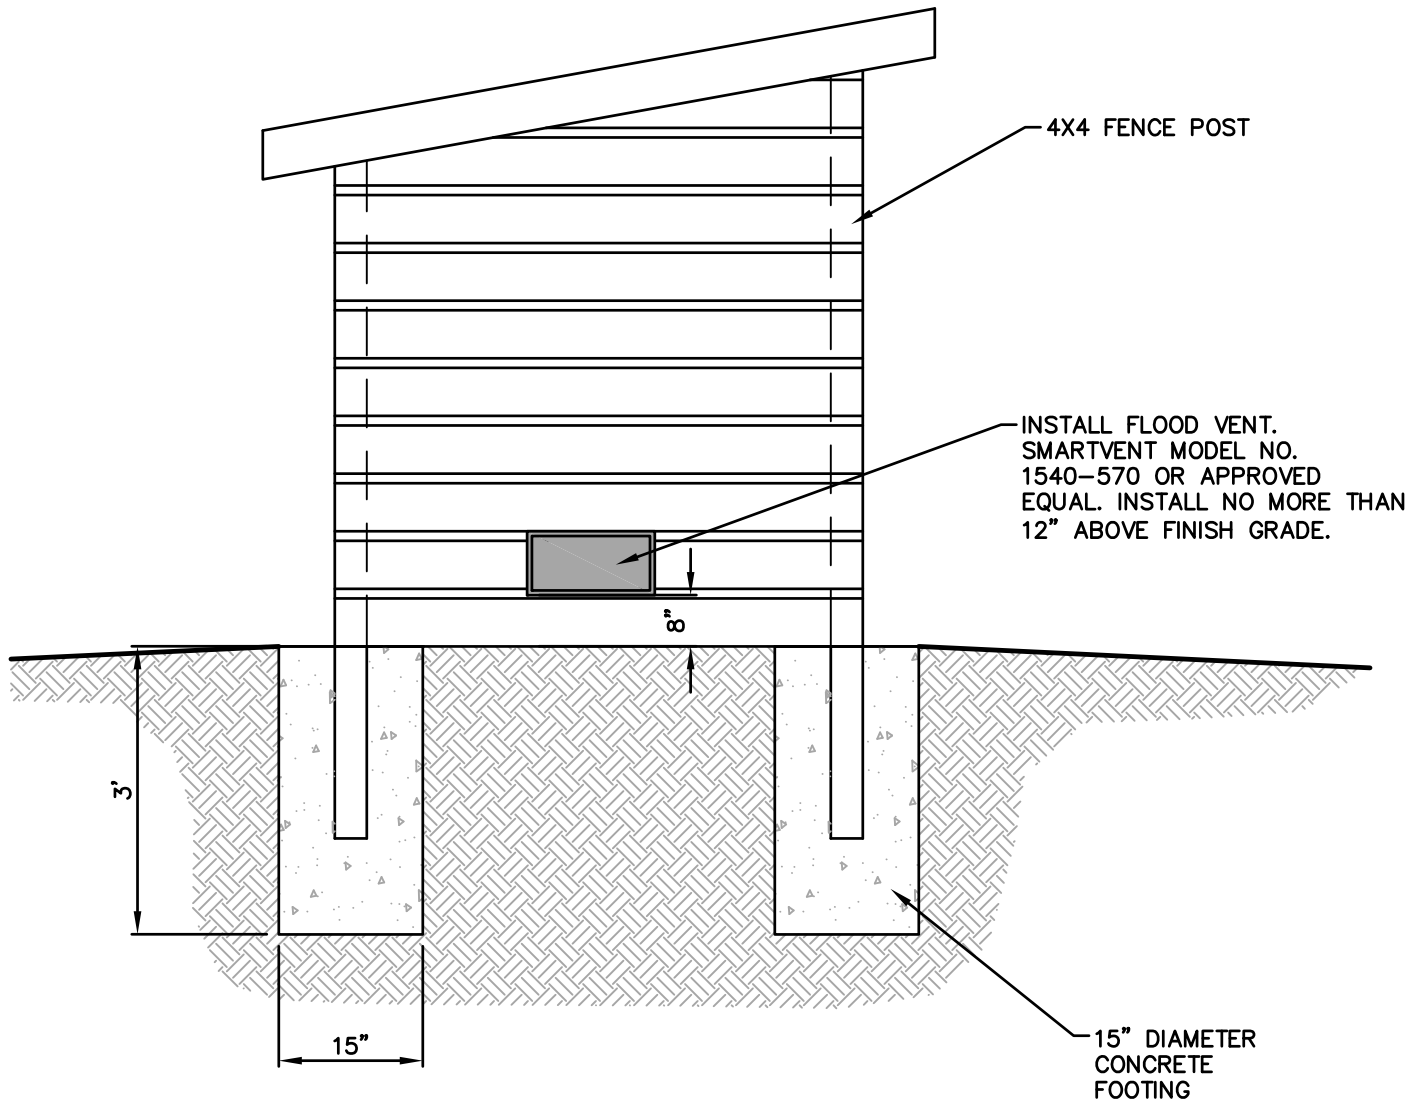 4X4 FENCE POST
INSTALL FLOOD VENT.
SMARTVENT MODEL NO.
1540-570 OR APPROVED
EQUAL. INSTALL NO MORE THAN
12" ABOVE FINISH GRADE.
8"
3'
15"
15" DIAMETER
CONCRETE
FOOTING